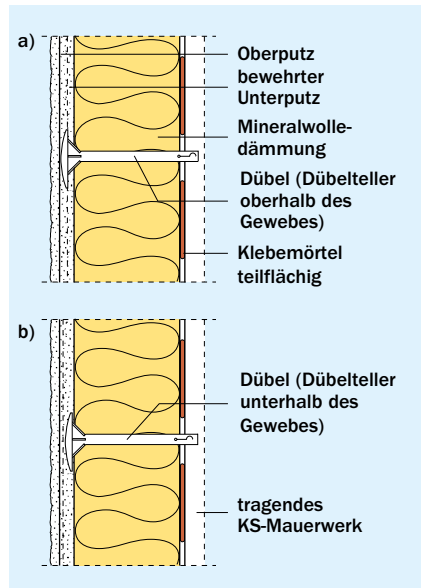 a)
Oberputz
bewehrter
Unterputz
Mineralwolle-
dämmung
Dübel (Dübelteller
oberhalb des
Gewebes)
Klebemörtel
teilflächig
b)
Dübel (Dübelteller
unterhalb des
Gewebes)
tragendes
KS-Mauerwerk